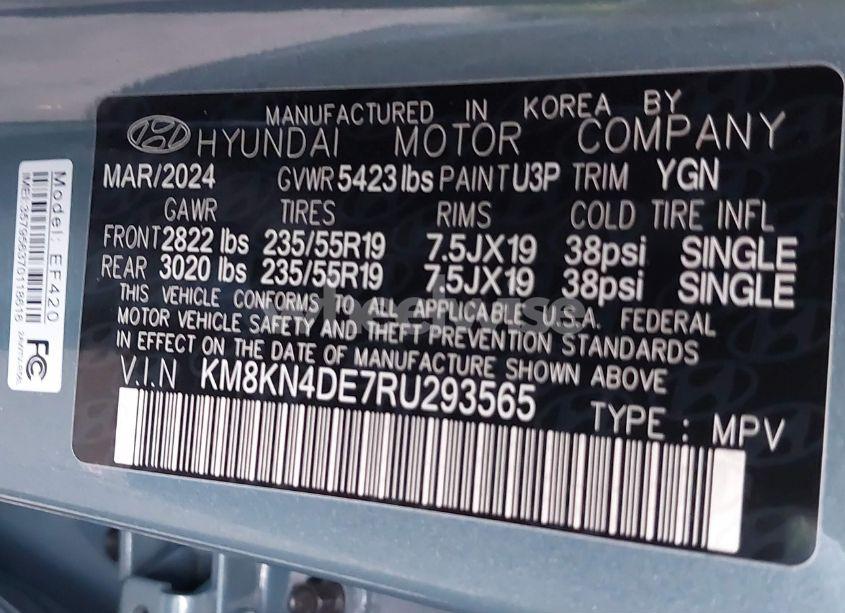 MANUFACTURED IN KOREA BY
HYUNDAI MOTOR COMPANY
MAR/2024 GVWR 5423 lbs PAINT U3P TRIM YGN
GAWR TIRES RIMS COLD TIRE INFL
FRONT 2822 lbs 235/55R19 7.5JX19 38psi SINGLE
REAR 3020 lbs 235/55R19 7.5JX19 38psi SINGLE
THIS VEHICLE CONFORMS TO ALL APPLICABLE U.S.A. FEDERAL
MOTOR VEHICLE SAFETY AND THEFT PREVENTION STANDARDS
IN EFFECT ON THE DATE OF MANUFACTURE SHOWN ABOVE
V.I.N KM8KN4DE7RU293565
TYPE : MPV
Model: EF420
FC